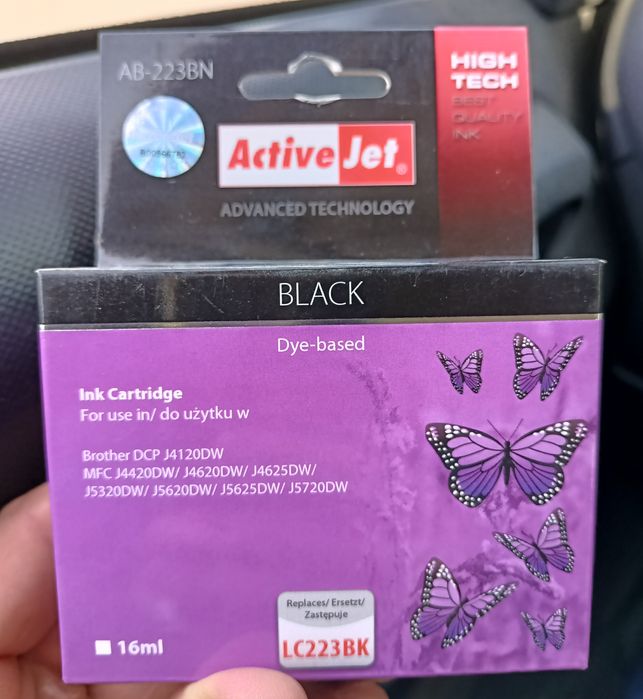 AB-223BN
HIGH
TECH
BEST
QUALITY
INK
ActiveJet®
ADVANCED TECHNOLOGY
BLACK
Dye-based
Ink Cartridge
For use in/ do użytku w
Brother DCP J4120DW
MFC J4420DW/ J4620DW/ J4625DW/
J5320DW/ J5620DW/ J5625DW/ J5720DW
Replaces/ Ersetzt/
Zastępuje
LC223BK
16ml